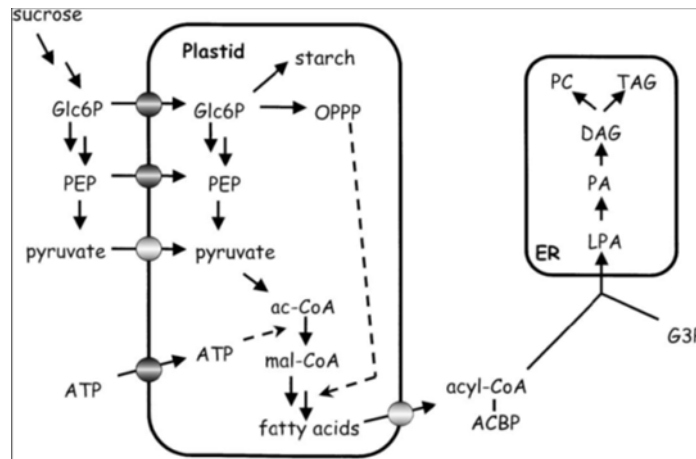 sucrose
Plastid
starch
Glc6P
Glc6P
OPPP
PEP
PEP
pyruvate
pyruvate
ac-CoA
ATP
ATP
mal-CoA
fatty acids
acyl-CoA
ACBP
PC
TAG
DAG
PA
LPA
ER